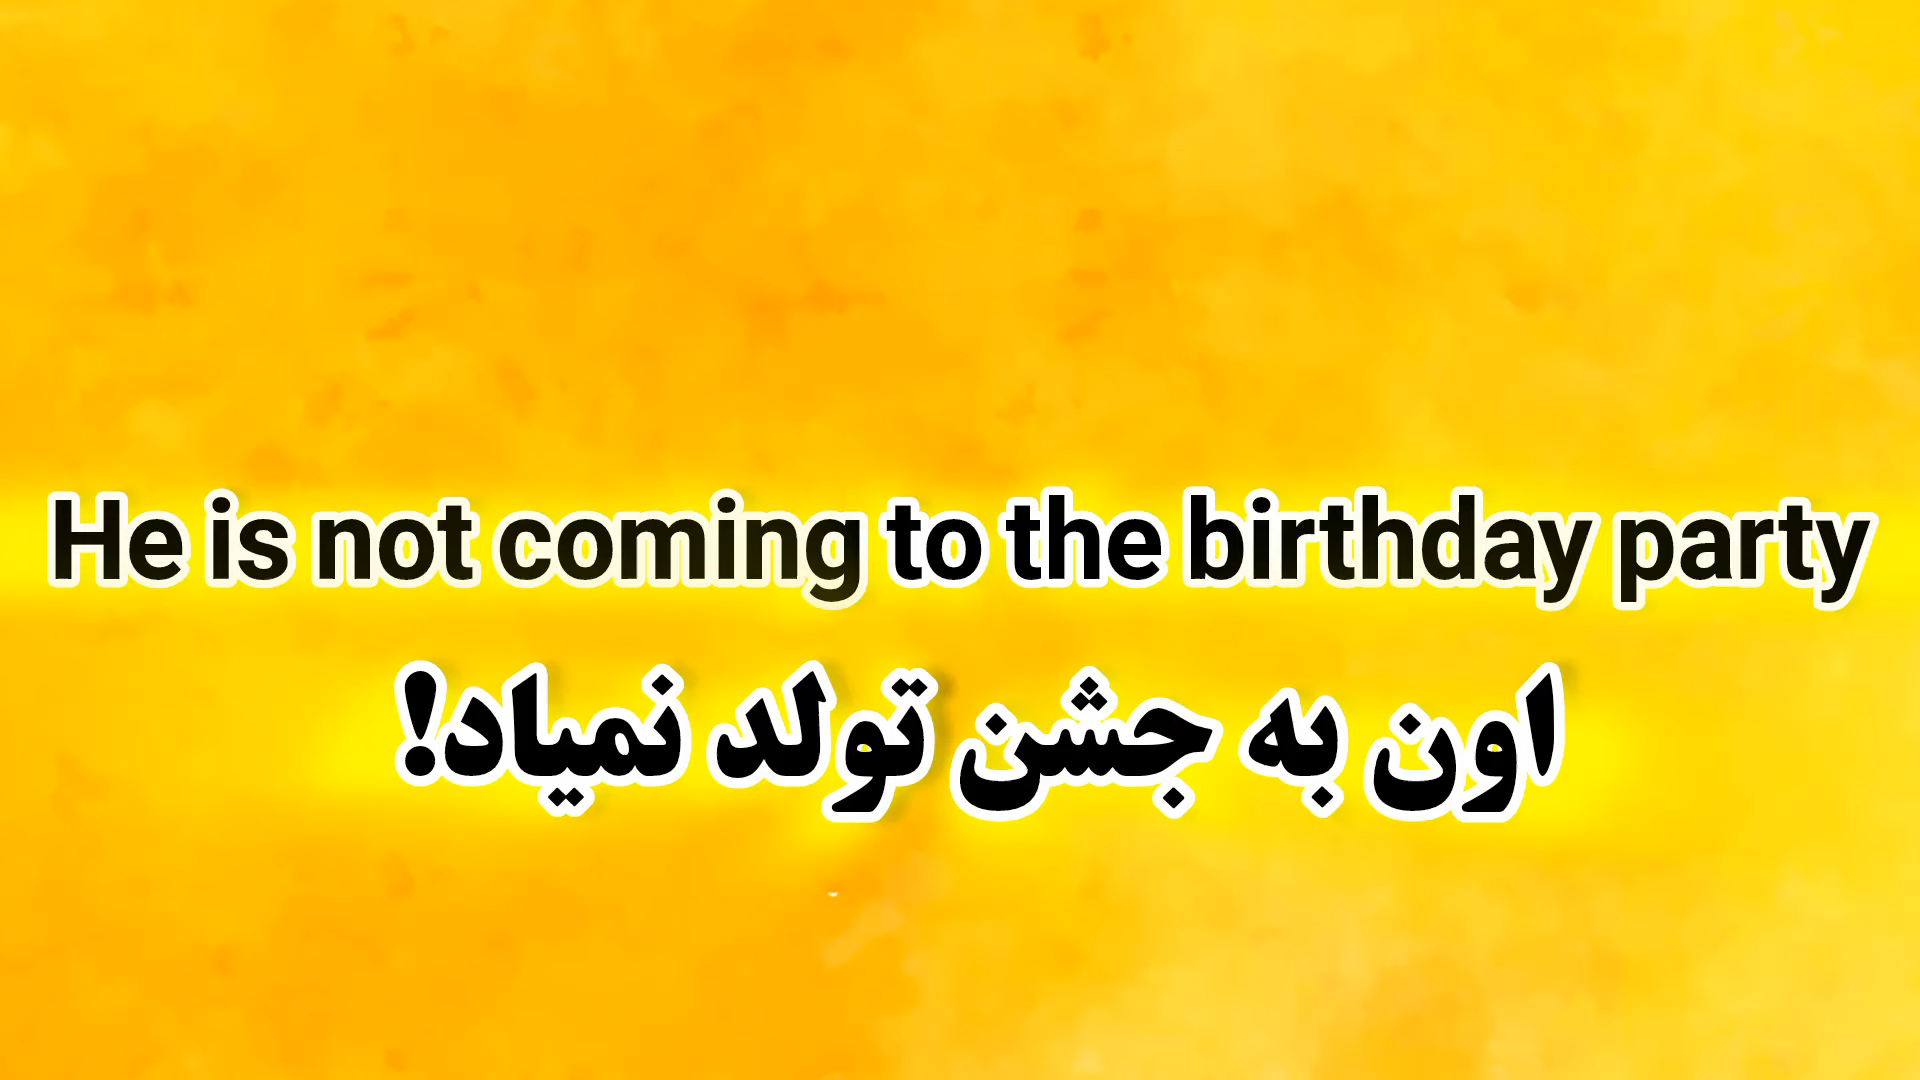 He is not coming to the birthday party
اون به جشن تولد نمیاد!